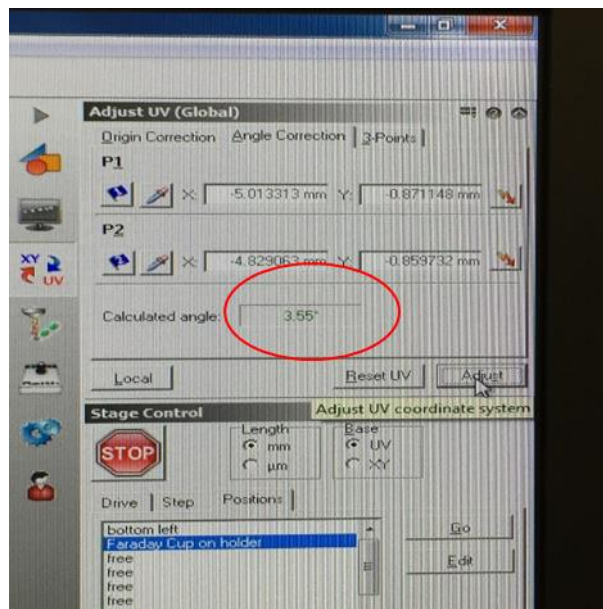 Adjust UV (Global)
Origin Correction Angle Correction 3-Points
P1
X: -5.013313 mm Y: -0.871148 mm
P2
X: -4.829063 mm Y: -0.859732 mm
XY
UV
Calculated angle: 3.55°
Local Reset UV Adjust
Adjust UV coordinate system
Stage Control
STOP
Length Base
mm UV
µm XY
Drive Step Positions
bottom left
Faraday Cup on holder
free
free
free
free
Go
Edit